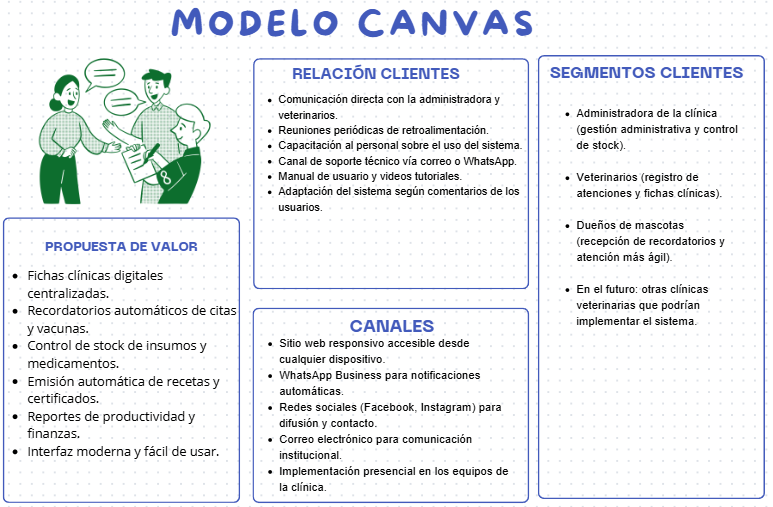 MODELO CANVAS
PROPUESTA DE VALOR
• Fichas clínicas digitales
centralizadas.
• Recordatorios automáticos de citas
y vacunas.
• Control de stock de insumos y
medicamentos.
• Emisión automática de recetas y
certificados.
• Reportes de productividad y
finanzas.
• Interfaz moderna y fácil de usar.
RELACIÓN CLIENTES
• Comunicación directa con la administradora y
veterinarios.
• Reuniones periódicas de retroalimentación.
• Capacitación al personal sobre el uso del sistema.
• Canal de soporte técnico vía correo o WhatsApp.
• Manual de usuario y videos tutoriales.
• Adaptación del sistema según comentarios de los
usuarios.
CANALES
• Sitio web responsivo accesible desde
cualquier dispositivo.
• WhatsApp Business para notificaciones
automáticas.
• Redes sociales (Facebook, Instagram) para
difusión y contacto.
• Correo electrónico para comunicación
institucional.
• Implementación presencial en los equipos de
la clínica.
SEGMENTOS CLIENTES
• Administradora de la clínica
(gestión administrativa y control
de stock).
• Veterinarios (registro de
atenciones y fichas clínicas).
• Dueños de mascotas
(recepción de recordatorios y
atención más ágil).
• En el futuro: otras clínicas
veterinarias que podrían
implementar el sistema.